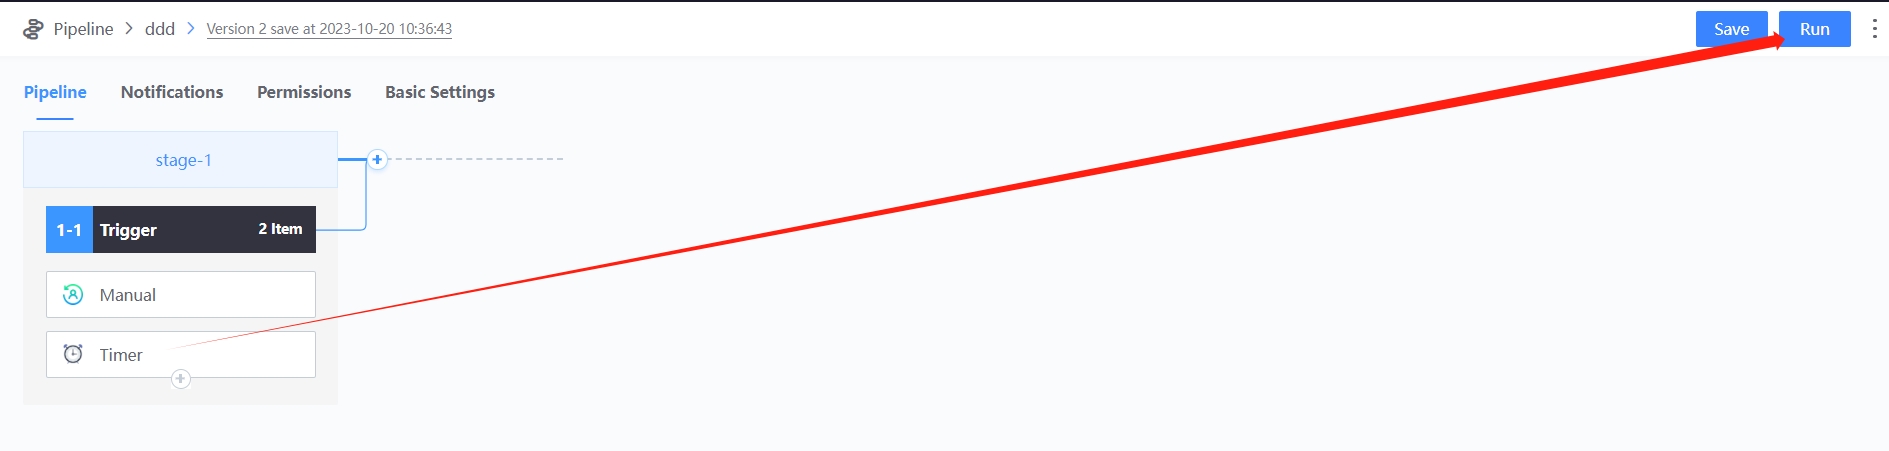 Pipeline > ddd > Version 2 save at 2023-10-20 10:36:43
Save Run
Pipeline Notifications Permissions Basic Settings
stage-1
1-1 Trigger 2 Item
Manual
Timer